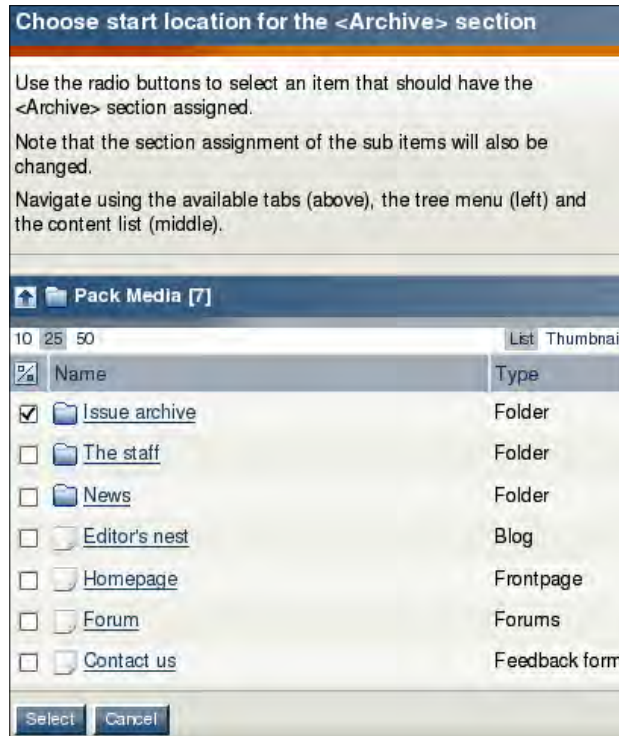 Choose start location for the <Archive> section
Use the radio buttons to select an item that should have the
<Archive> section assigned.
Note that the section assignment of the sub items will also be
changed.
Navigate using the available tabs (above), the tree menu (left) and
the content list (middle).
Pack Media [7]
10 25 50 List Thumbnai
Name Type
Issue archive Folder
The staff Folder
News Folder
Editor's nest Blog
Homepage Frontpage
Forum Forums
Contact us Feedback form
Select Cancel